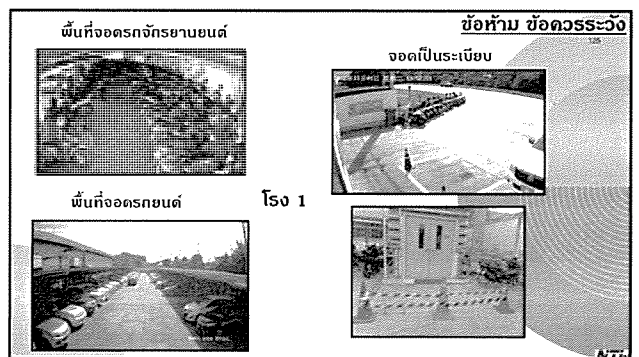 ข้อห้าม ข้อควรระวัง
125
พื้นที่จอดรถจักรยานยนต์
จอดเป็นระเบียบ
พื้นที่จอดรถยนต์
โรง 1